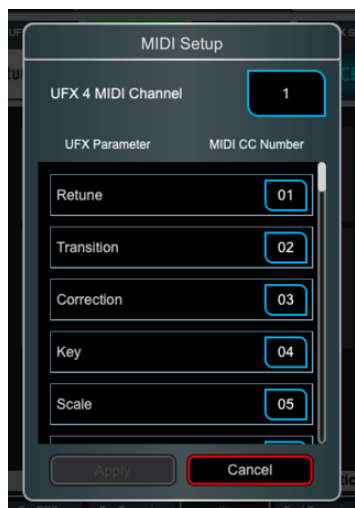 MIDI Setup
UFX 4 MIDI Channel 1
UFX Parameter MIDI CC Number
Retune 01
Transition 02
Correction 03
Key 04
Scale 05
Apply Cancel